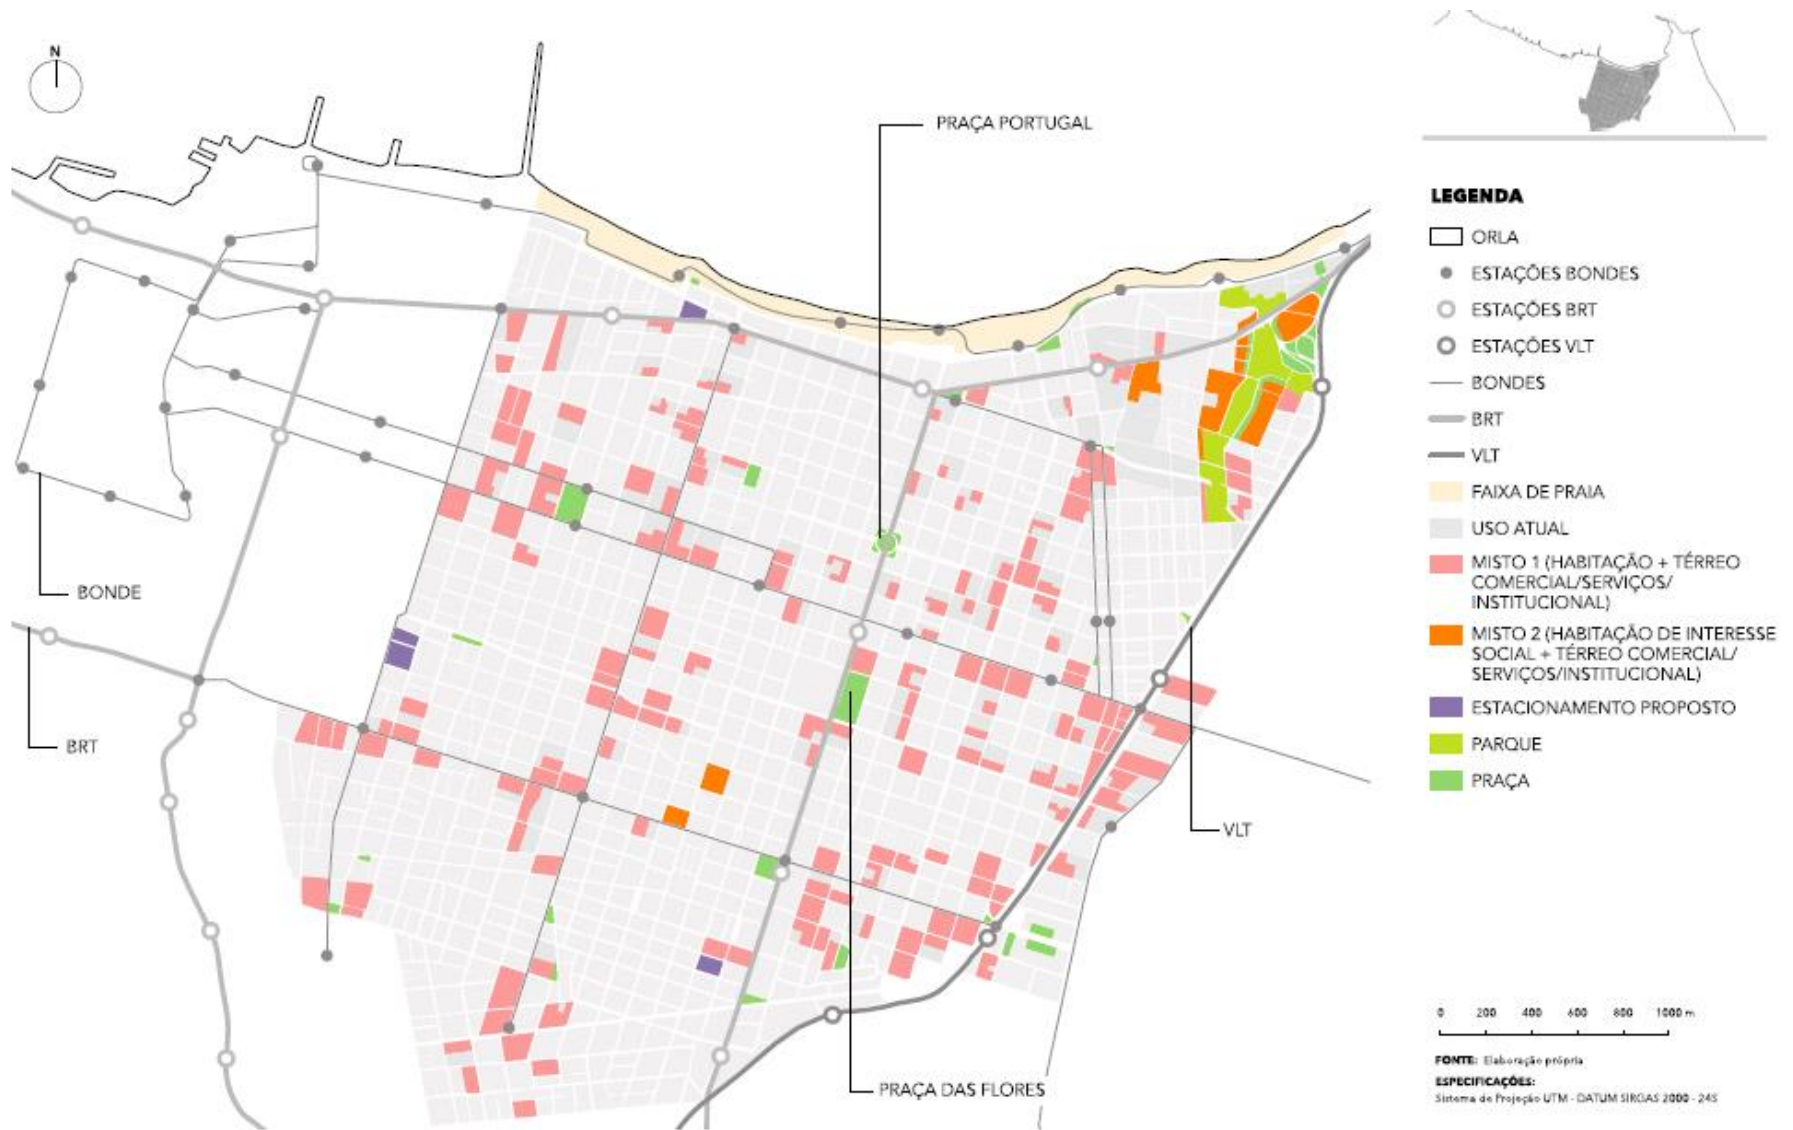 N
PRAÇA PORTUGAL
BONDE
BRT
VLT
PRAÇA DAS FLORES
LEGENDA
ORLA
ESTAÇÕES BONDES
ESTAÇÕES BRT
ESTAÇÕES VLT
BONDES
BRT
VLT
FAIXA DE PRAIA
USO ATUAL
MISTO 1 (HABITAÇÃO + TÉRREO
COMERCIAL/SERVIÇOS/
INSTITUCIONAL)
MISTO 2 (HABITAÇÃO DE INTERESSE
SOCIAL + TÉRREO COMERCIAL/
SERVIÇOS/INSTITUCIONAL)
ESTACIONAMENTO PROPOSTO
PARQUE
PRAÇA
0 200 400 600 800 1000 m
FONTE: Elaboração própria
ESPECIFICAÇÕES:
Sistema de Projeção UTM - DATUM SIRGAS 2000 - 24S